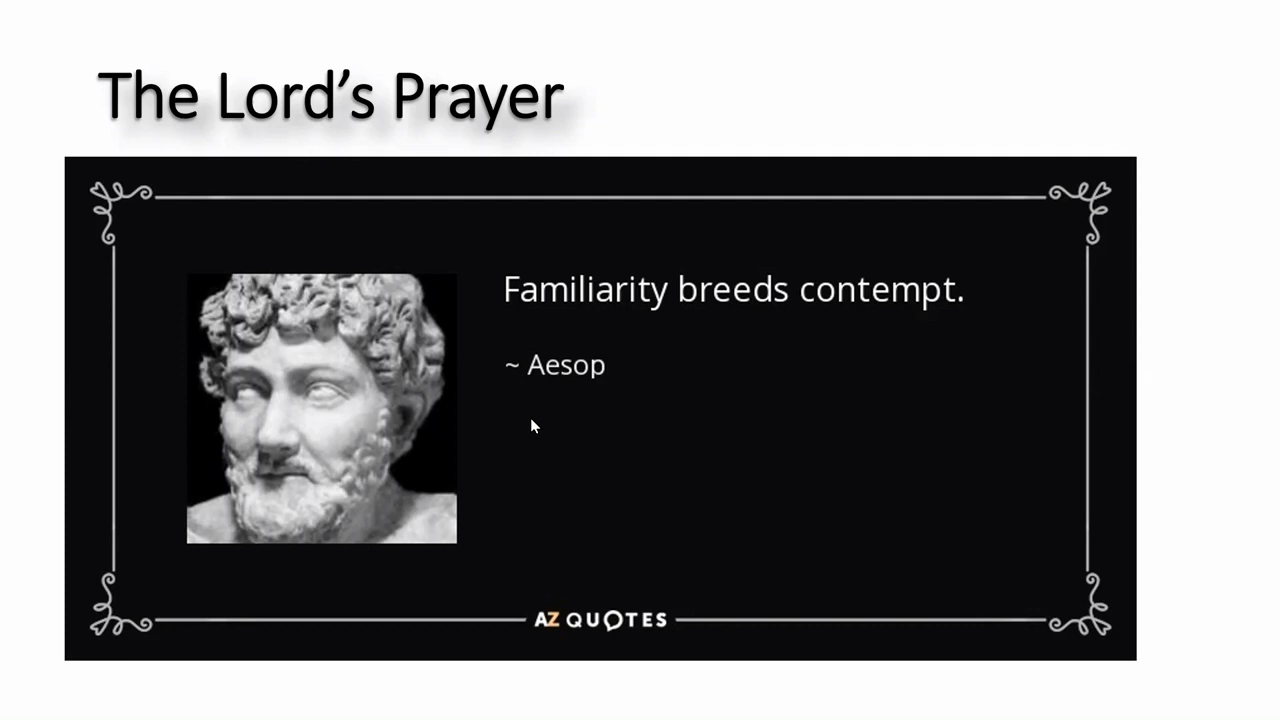 The Lord’s Prayer
Familiarity breeds contempt.
~ Aesop
AZ QUOTES